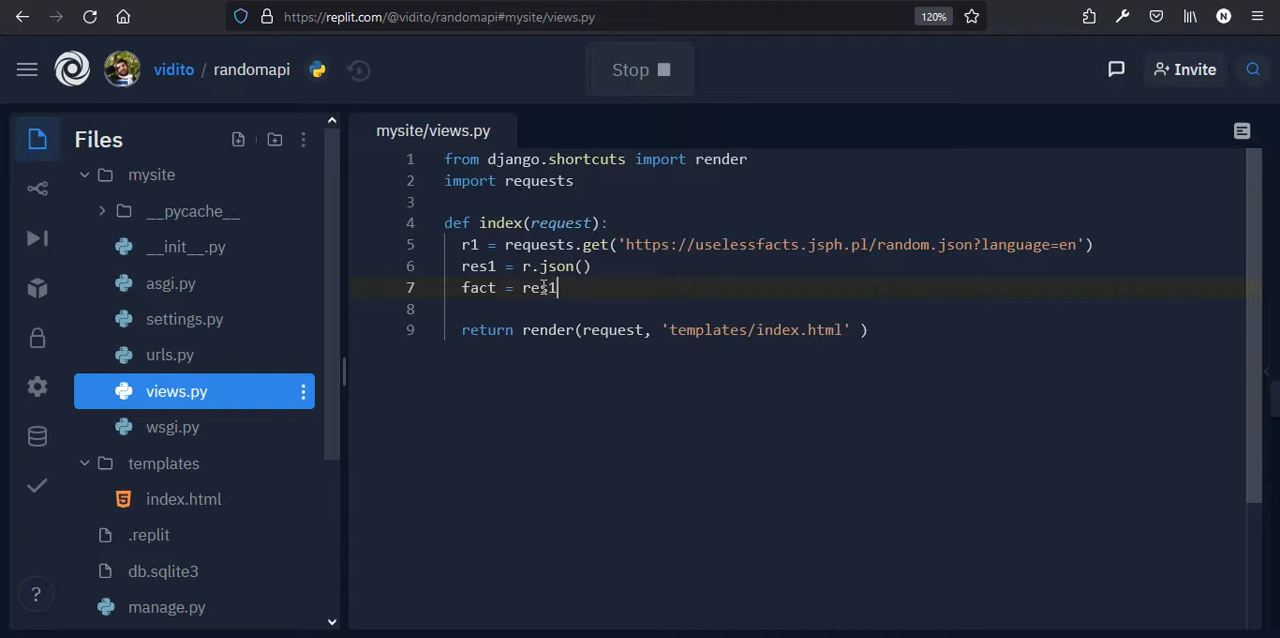 https://replit.com/@vidito/randomapi#mysite/views.py
120%
N
vidito / randomapi
Stop
Invite
Files
mysite
__pycache__
__init__.py
asgi.py
settings.py
urls.py
views.py
wsgi.py
templates
index.html
.replit
db.sqlite3
manage.py
?
mysite/views.py
1 from django.shortcuts import render
2 import requests
3
4 def index(request):
5 r1 = requests.get('https://uselessfacts.jsph.pl/random.json?language=en')
6 res1 = r.json()
7 fact = res1
8
9 return render(request, 'templates/index.html' )